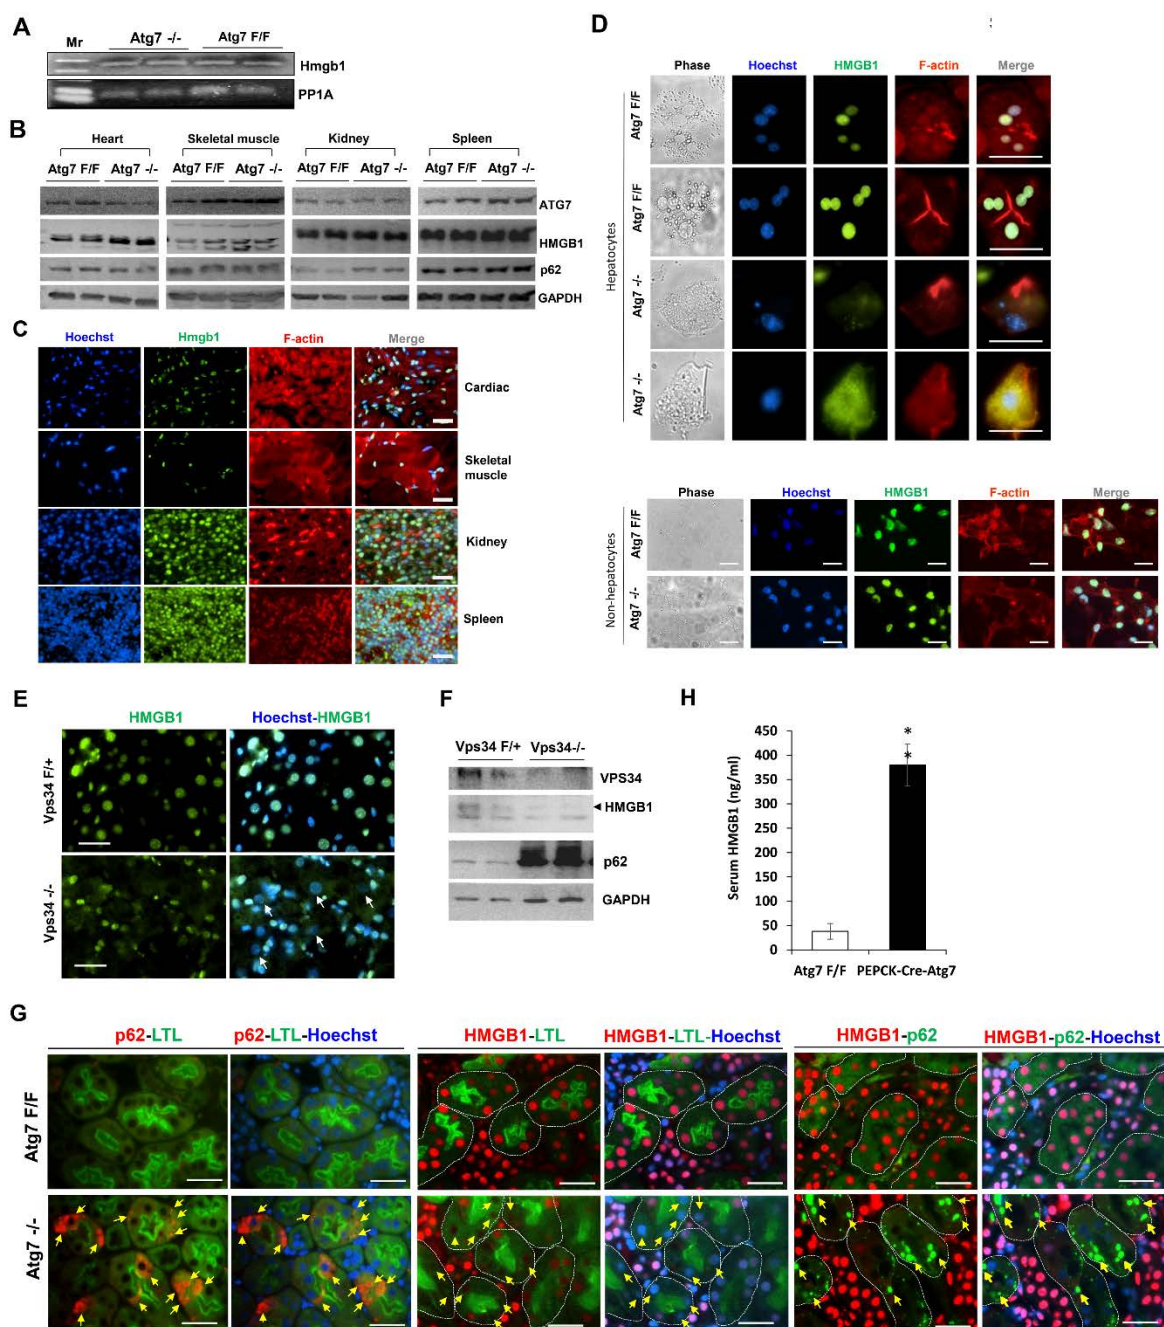 A
Mr
Atg7 -/-
Atg7 F/F
Hmgb1
PP1A
B
Heart
Skeletal muscle
Kidney
Spleen
Atg7 F/F Atg7 -/-
Atg7 F/F Atg7 -/-
Atg7 F/F Atg7 -/-
Atg7 F/F Atg7 -/-
ATG7
HMGB1
p62
GAPDH
C
Hoechst
Hmgb1
F-actin
Merge
Cardiac
Skeletal
muscle
Kidney
Spleen
D
Phase
Hoechst
HMGB1
F-actin
Merge
Hepatocytes
Atg7 F/F
Atg7 F/F
Atg7 -/-
Atg7 -/-
Phase
Hoechst
HMGB1
F-actin
Merge
Non-hepatocytes
Atg7 F/F
Atg7 -/-
E
HMGB1
Hoechst-HMGB1
Vps34 F/+
Vps34 -/-
F
Vps34 F/+
Vps34-/-
VPS34
HMGB1
p62
GAPDH
H
Serum HMGB1 (ng/ml)
450
400
350
300
250
200
150
100
50
0
*
*
Atg7 F/F
PEPCK-Cre-Atg7
G
p62-LTL
p62-LTL-Hoechst
HMGB1-LTL
HMGB1-LTL-Hoechst
HMGB1-p62
HMGB1-p62-Hoechst
Atg7 F/F
Atg7 -/-